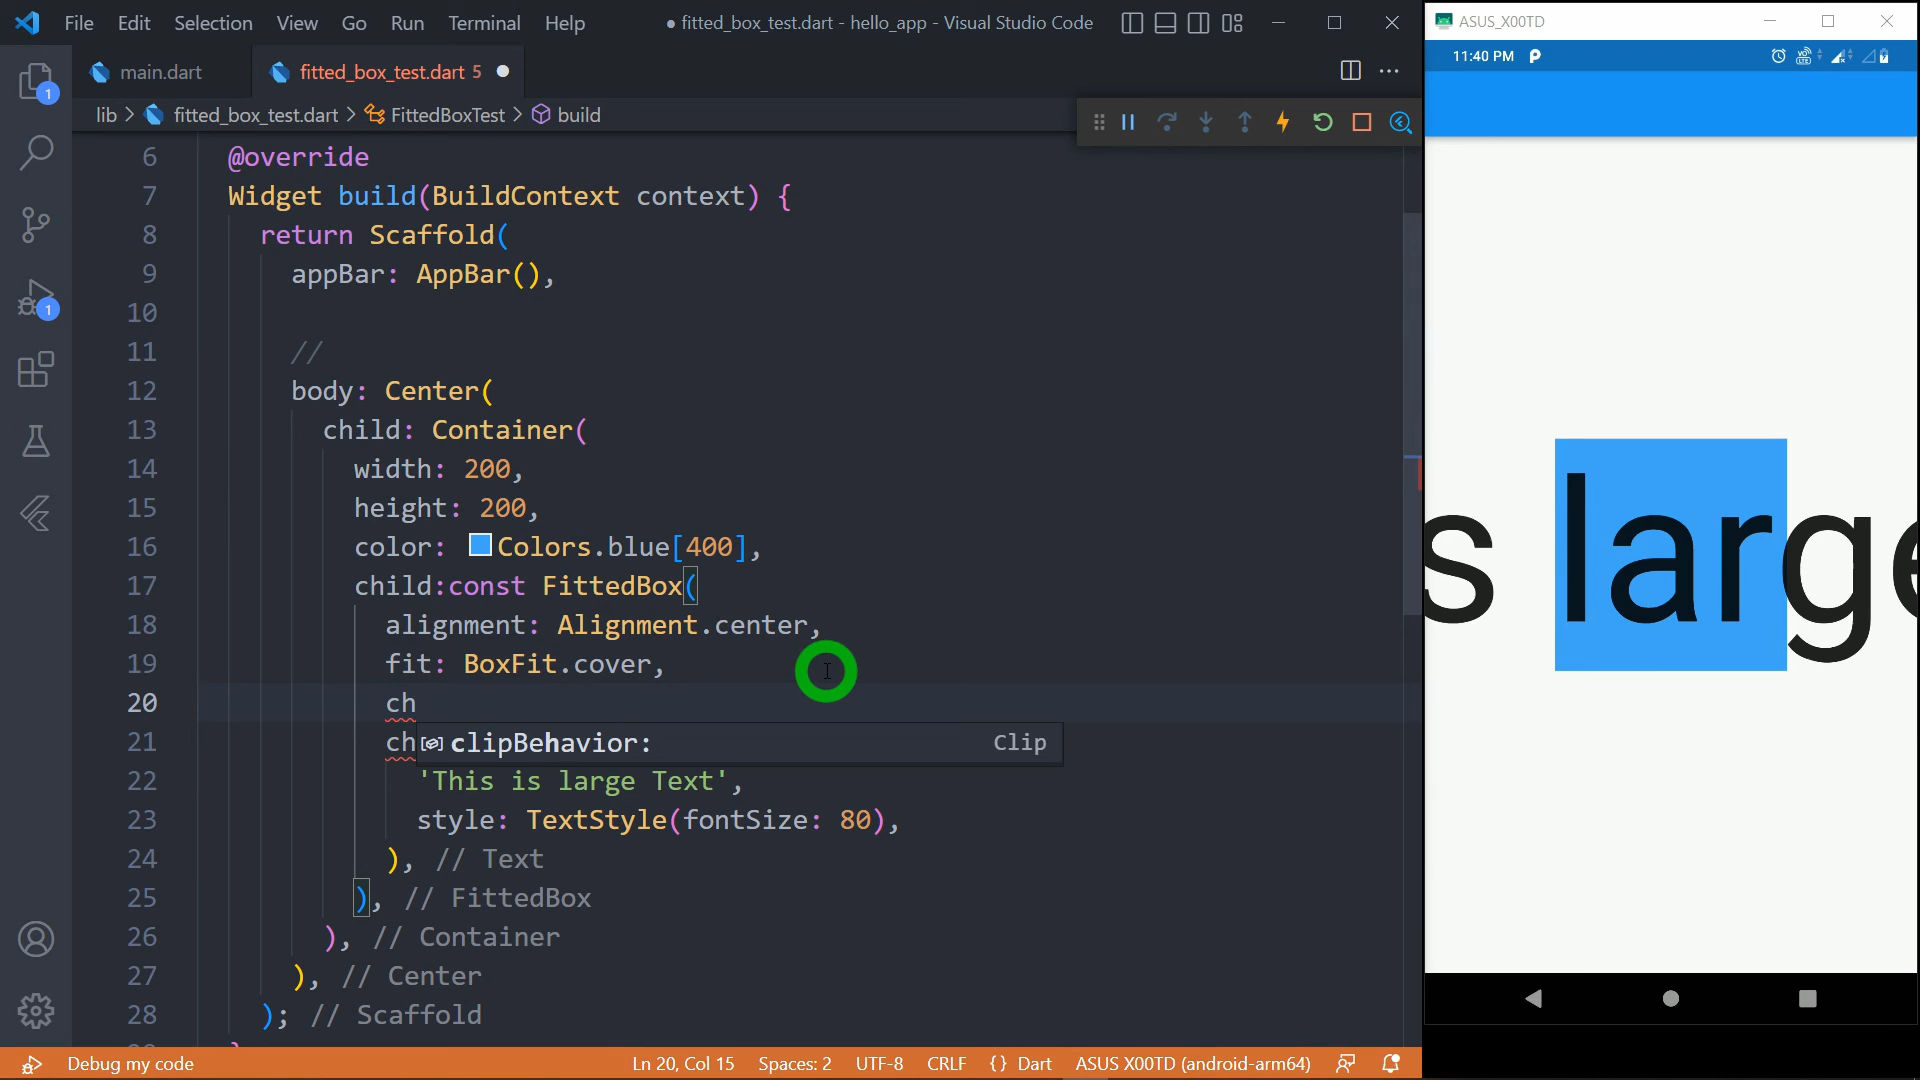 File Edit Selection View Go Run Terminal Help
● fitted_box_test.dart - hello_app - Visual Studio Code
ASUS_X00TD
main.dart
fitted_box_test.dart 5
lib > fitted_box_test.dart > FittedBoxTest > build
11:40 PM
1
1
6 @override
7 Widget build(BuildContext context) {
8 return Scaffold(
9 appBar: AppBar(),
10
11 //
12 body: Center(
13 child: Container(
14 width: 200,
15 height: 200,
16 color: Colors.blue[400],
17 child:const FittedBox(
18 alignment: Alignment.center,
19 fit: BoxFit.cover,
20 ch
21 ch
clipBehavior: Clip
22 'This is large Text',
23 style: TextStyle(fontSize: 80),
24 ), // Text
25 ), // FittedBox
26 ), // Container
27 ), // Center
28 ); // Scaffold
s large
Debug my code
Ln 20, Col 15 Spaces: 2 UTF-8 CRLF {} Dart ASUS X00TD (android-arm64)